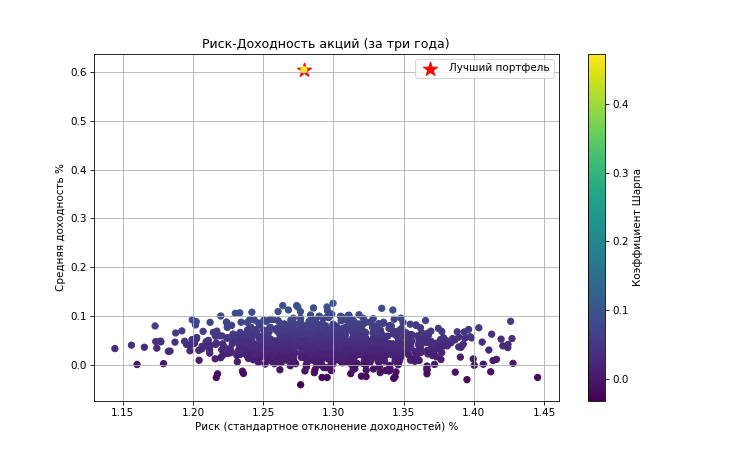 Риск-Доходность акций (за три года)
Лучший портфель
Средняя доходность %
0.6
0.5
0.4
0.3
0.2
0.1
0.0
1.15 1.20 1.25 1.30 1.35 1.40 1.45
Риск (стандартное отклонение доходностей) %
0.4
0.3
0.2
0.1
0.0
Коэффициент Шарпа